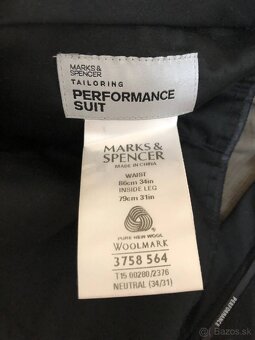 MARKS &
SPENCER
TAILORING
PERFORMANCE
SUIT
MARKS &
SPENCER
MADE IN CHINA
WAIST
86cm 34in
INSIDE LEG
79cm 31in
PURE NEW WOOL
WOOLMARK
3758 564
T15 00280/2376
NEUTRAL (34/31)
PERFORMANCE
bazos.sk